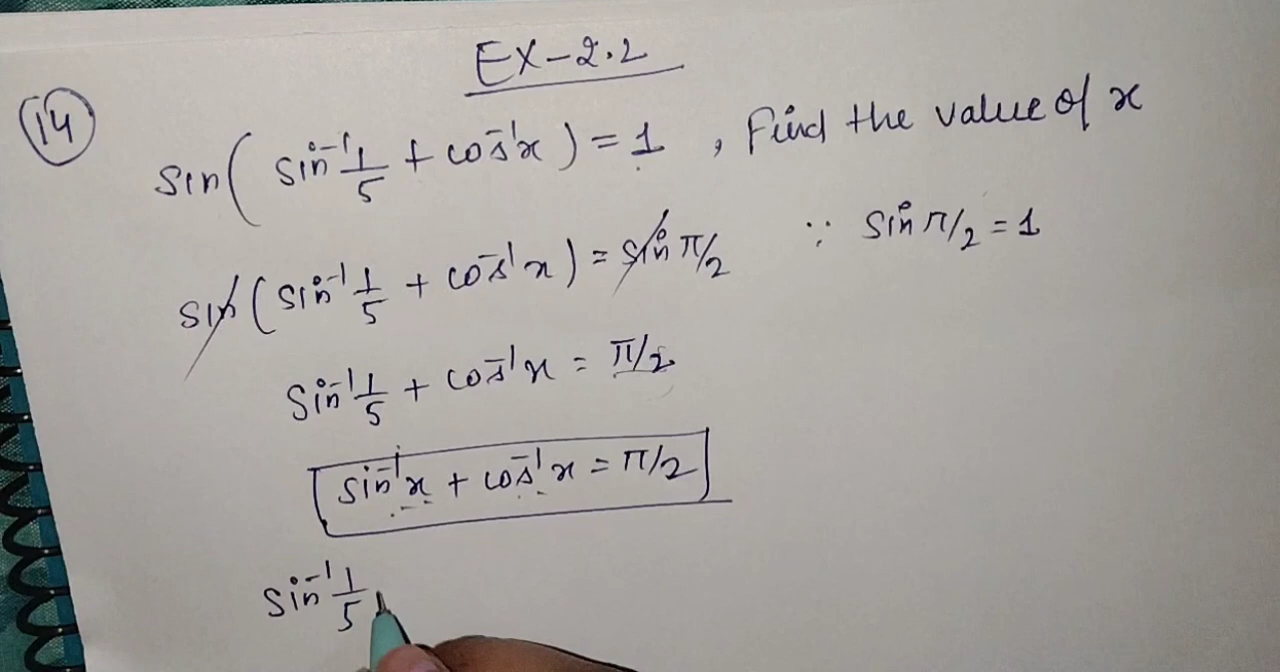 EX-2.2
14
sin( sin⁻¹ 1/5 + cos⁻¹x ) = 1 , Find the value of x
sin( sin⁻¹ 1/5 + cos⁻¹x ) = sin π/2 ∵ sin π/2 = 1
sin⁻¹ 1/5 + cos⁻¹x = π/2
sin⁻¹x + cos⁻¹x = π/2
sin⁻¹ 1/5